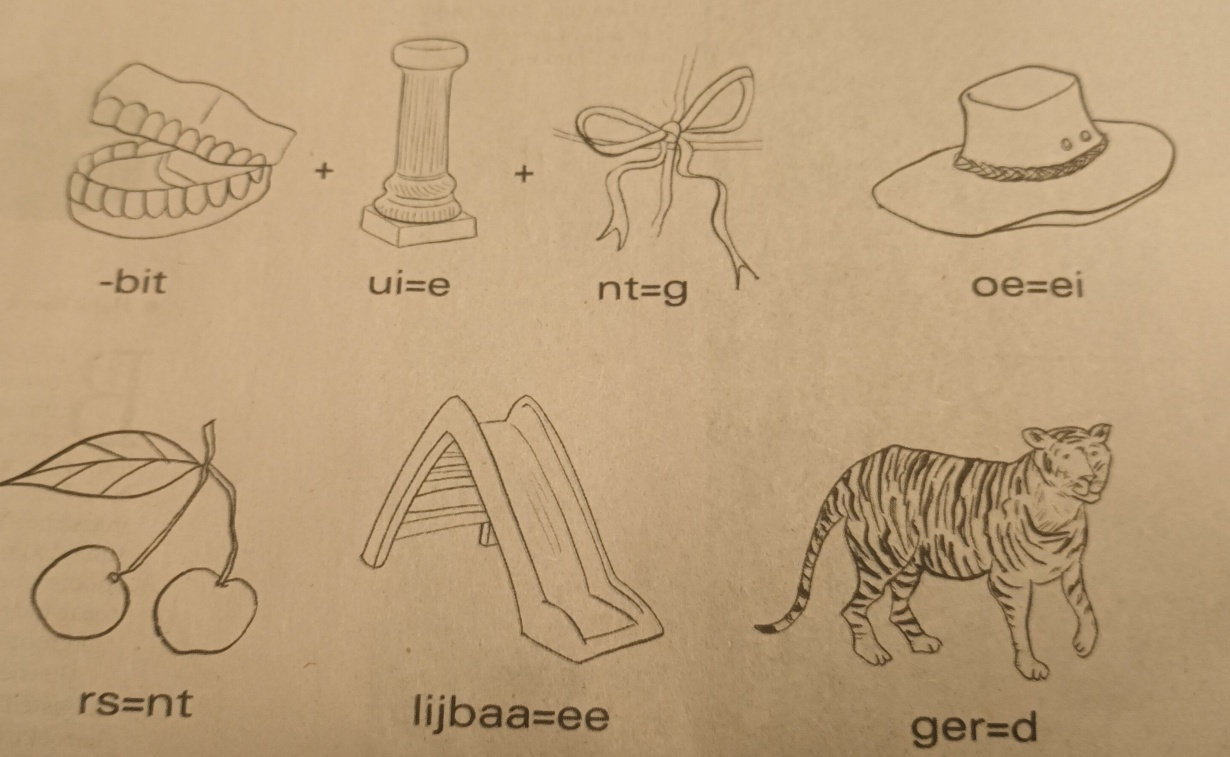 + +
-bit ui=e nt=g oe=ei
rs=nt lijbaa=ee ger=d